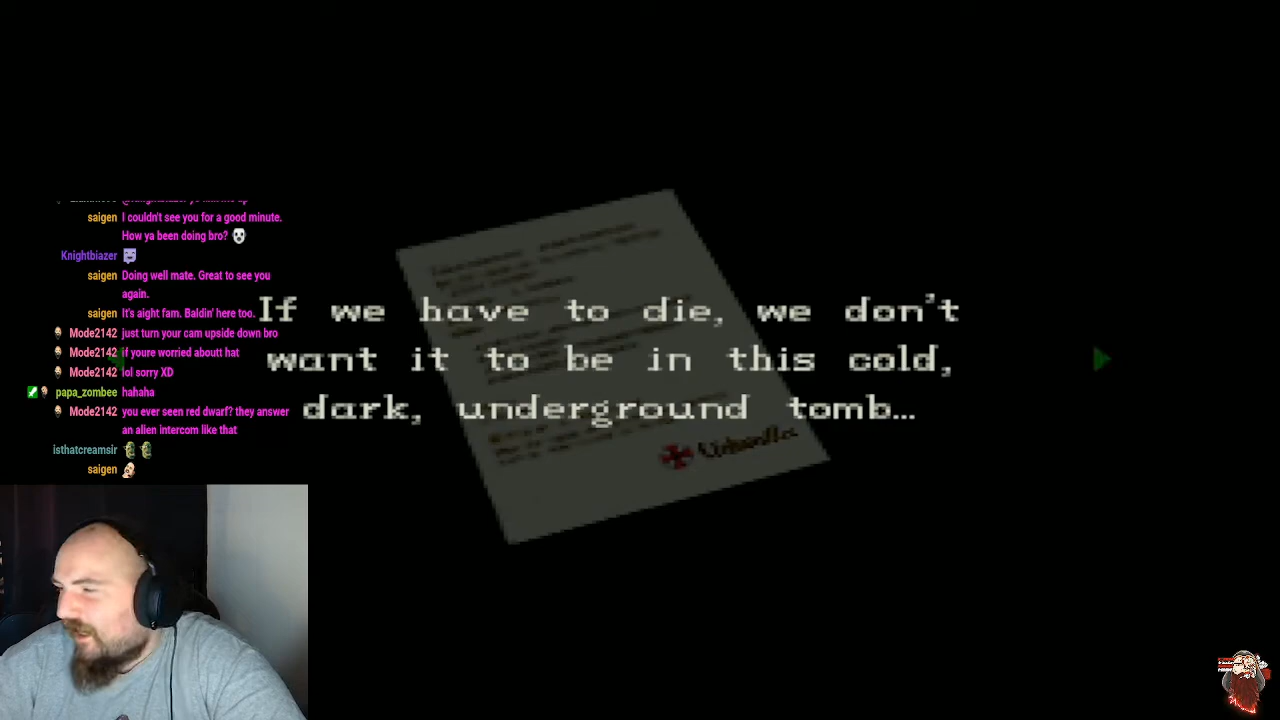 saigen I couldn't see you for a good minute.
How ya been doing bro?
Knightbiazer
saigen Doing well mate. Great to see you
again.
saigen It's aight fam. Baldin' here too.
Mode2142 just turn your cam upside down bro
Mode2142 if youre worried aboutt hat
Mode2142 lol sorry XD
papa_zombee hahaha
Mode2142 you ever seen red dwarf? they answer
an alien intercom like that
isthatcreamsir
saigen
If we have to die, we don't
want it to be in this cold,
dark, underground tomb...